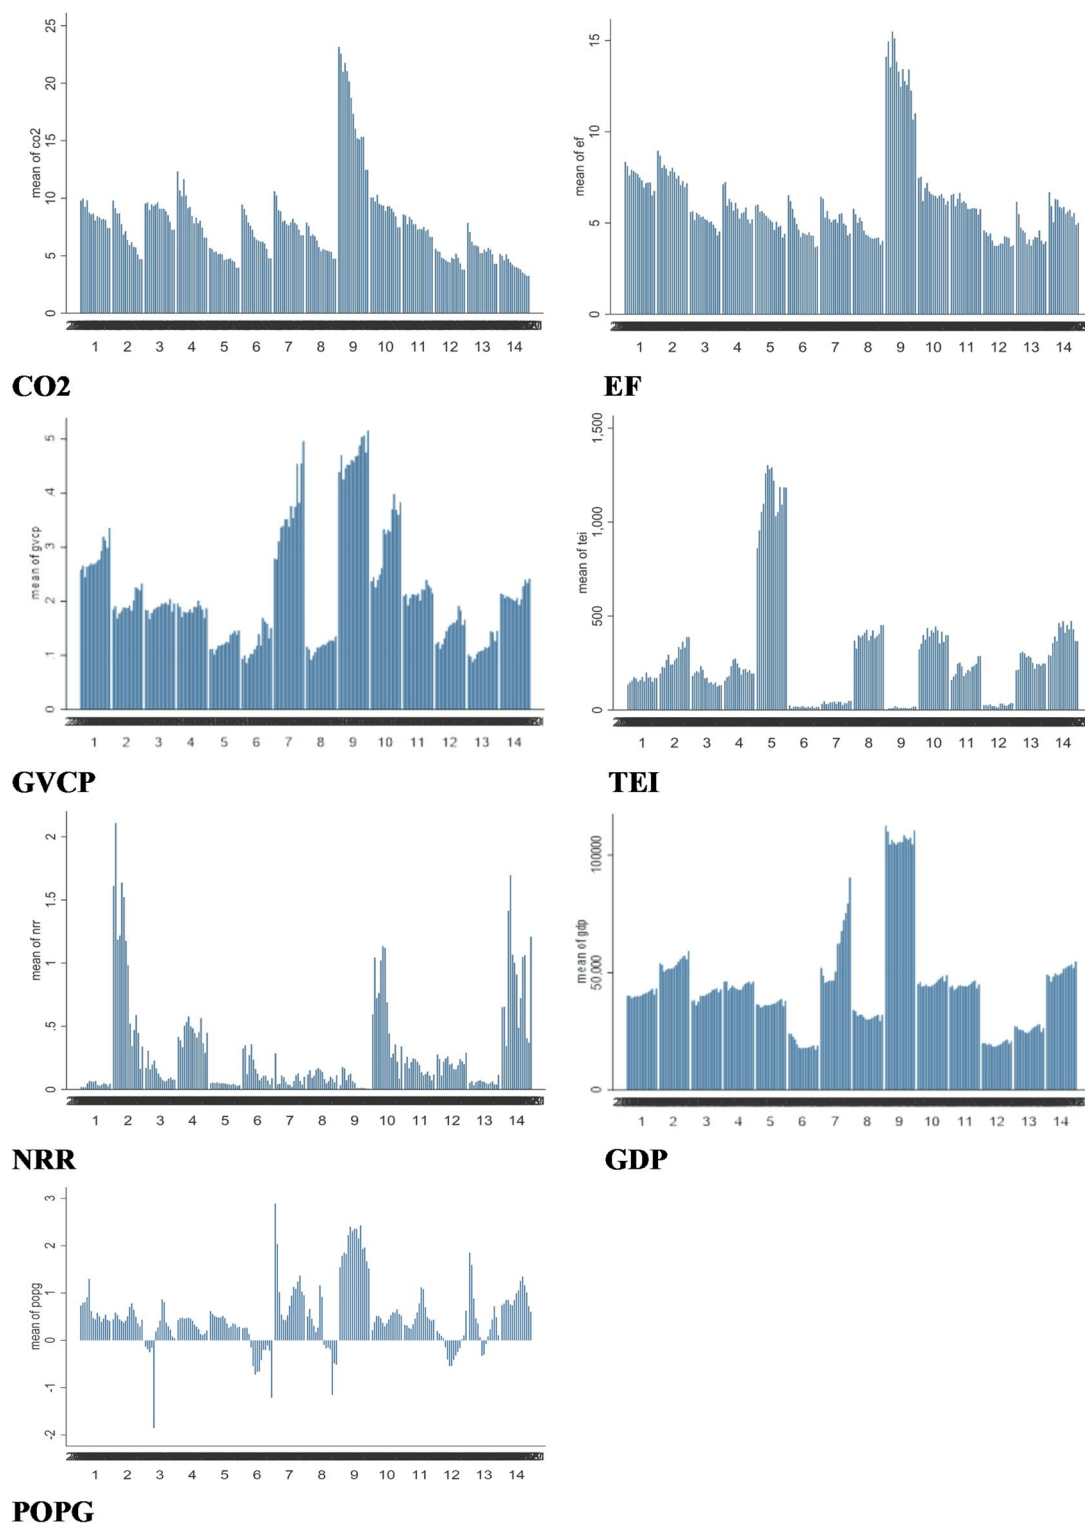 25
20
15
10
5
0
mean of co2
1 2 3 4 5 6 7 8 9 10 11 12 13 14
CO2
15
10
5
0
mean of ef
1 2 3 4 5 6 7 8 9 10 11 12 13 14
EF
.5
.4
.3
.2
.1
0
mean of gvcp
1 2 3 4 5 6 7 8 9 10 11 12 13 14
GVCP
1,500
1,000
500
0
mean of tei
1 2 3 4 5 6 7 8 9 10 11 12 13 14
TEI
2
1.5
1
.5
0
mean of nrr
1 2 3 4 5 6 7 8 9 10 11 12 13 14
NRR
100000
50000
0
mean of gdp
1 2 3 4 5 6 7 8 9 10 11 12 13 14
GDP
3
2
1
0
-1
-2
mean of popg
1 2 3 4 5 6 7 8 9 10 11 12 13 14
POPG